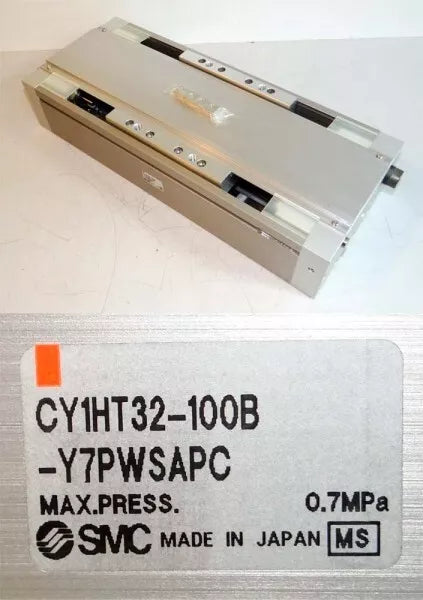 CY1HT32-100B
-Y7PWSAPC
MAX.PRESS. 0.7MPa
SMC MADE IN JAPAN MS